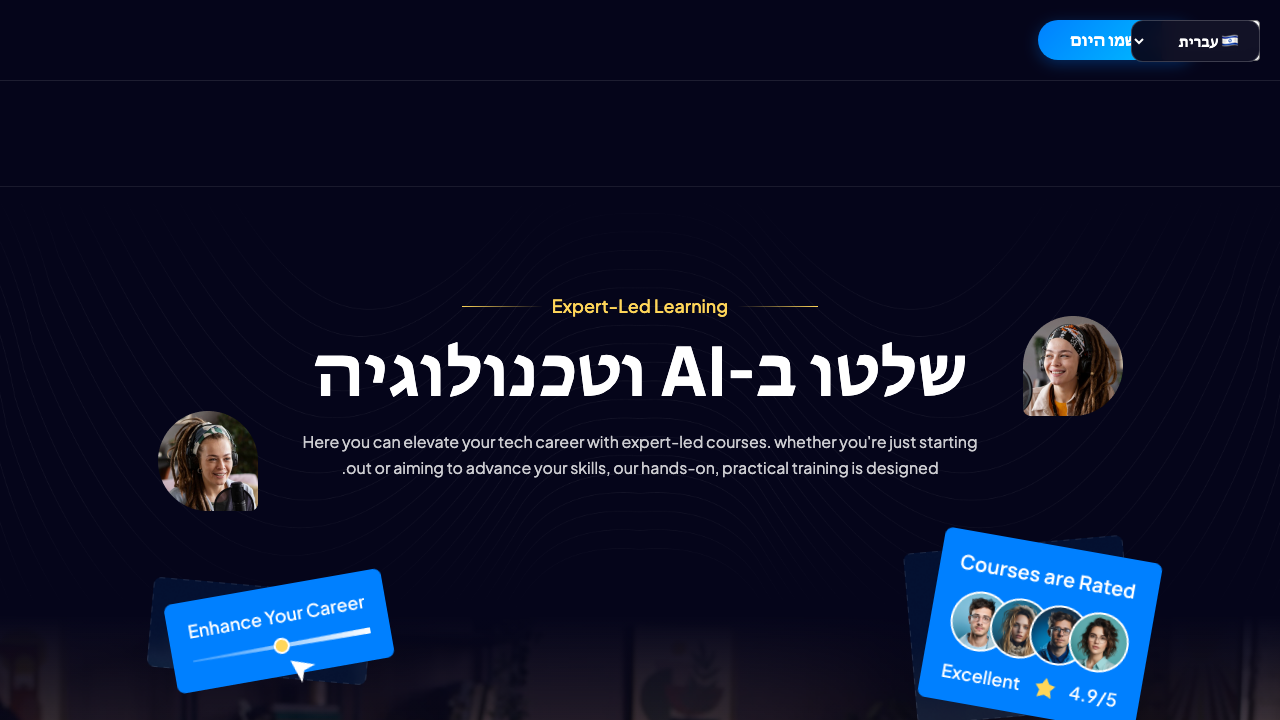 🇮🇱 עברית
שמו היום
Expert-Led Learning
שלטו ב-AI וטכנולוגיה
Here you can elevate your tech career with expert-led courses. whether you're just starting
.out or aiming to advance your skills, our hands-on, practical training is designed
Enhance Your Career
Courses are Rated
Excellent 4.9/5